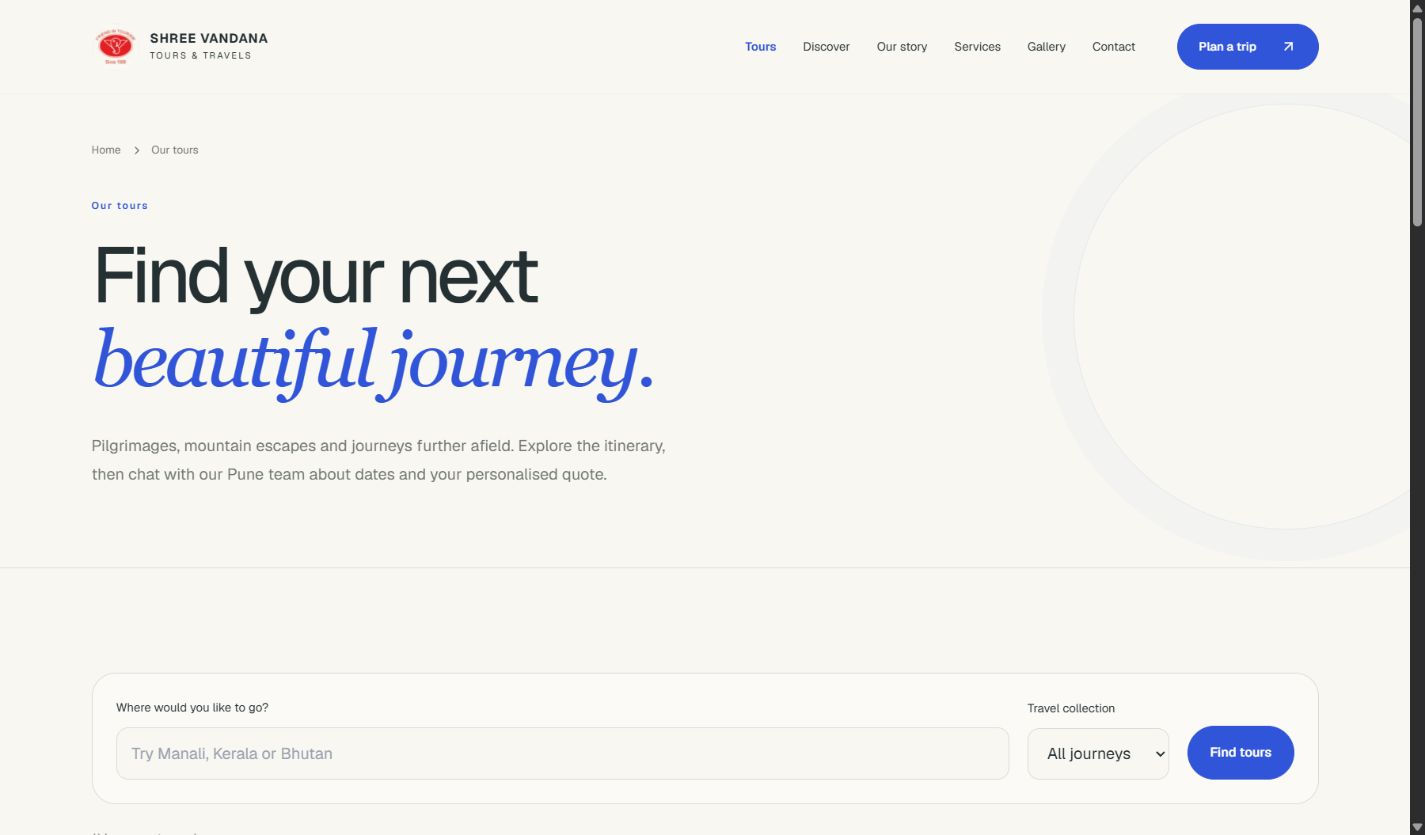 SHREE VANDANA
TOURS & TRAVELS
Since 1988
Tours
Discover
Our story
Services
Gallery
Contact
Plan a trip
Home
Our tours
Our tours
Find your next
beautiful journey.
Pilgrimages, mountain escapes and journeys further afield. Explore the itinerary,
then chat with our Pune team about dates and your personalised quote.
Where would you like to go?
Travel collection
Try Manali, Kerala or Bhutan
All journeys
Find tours